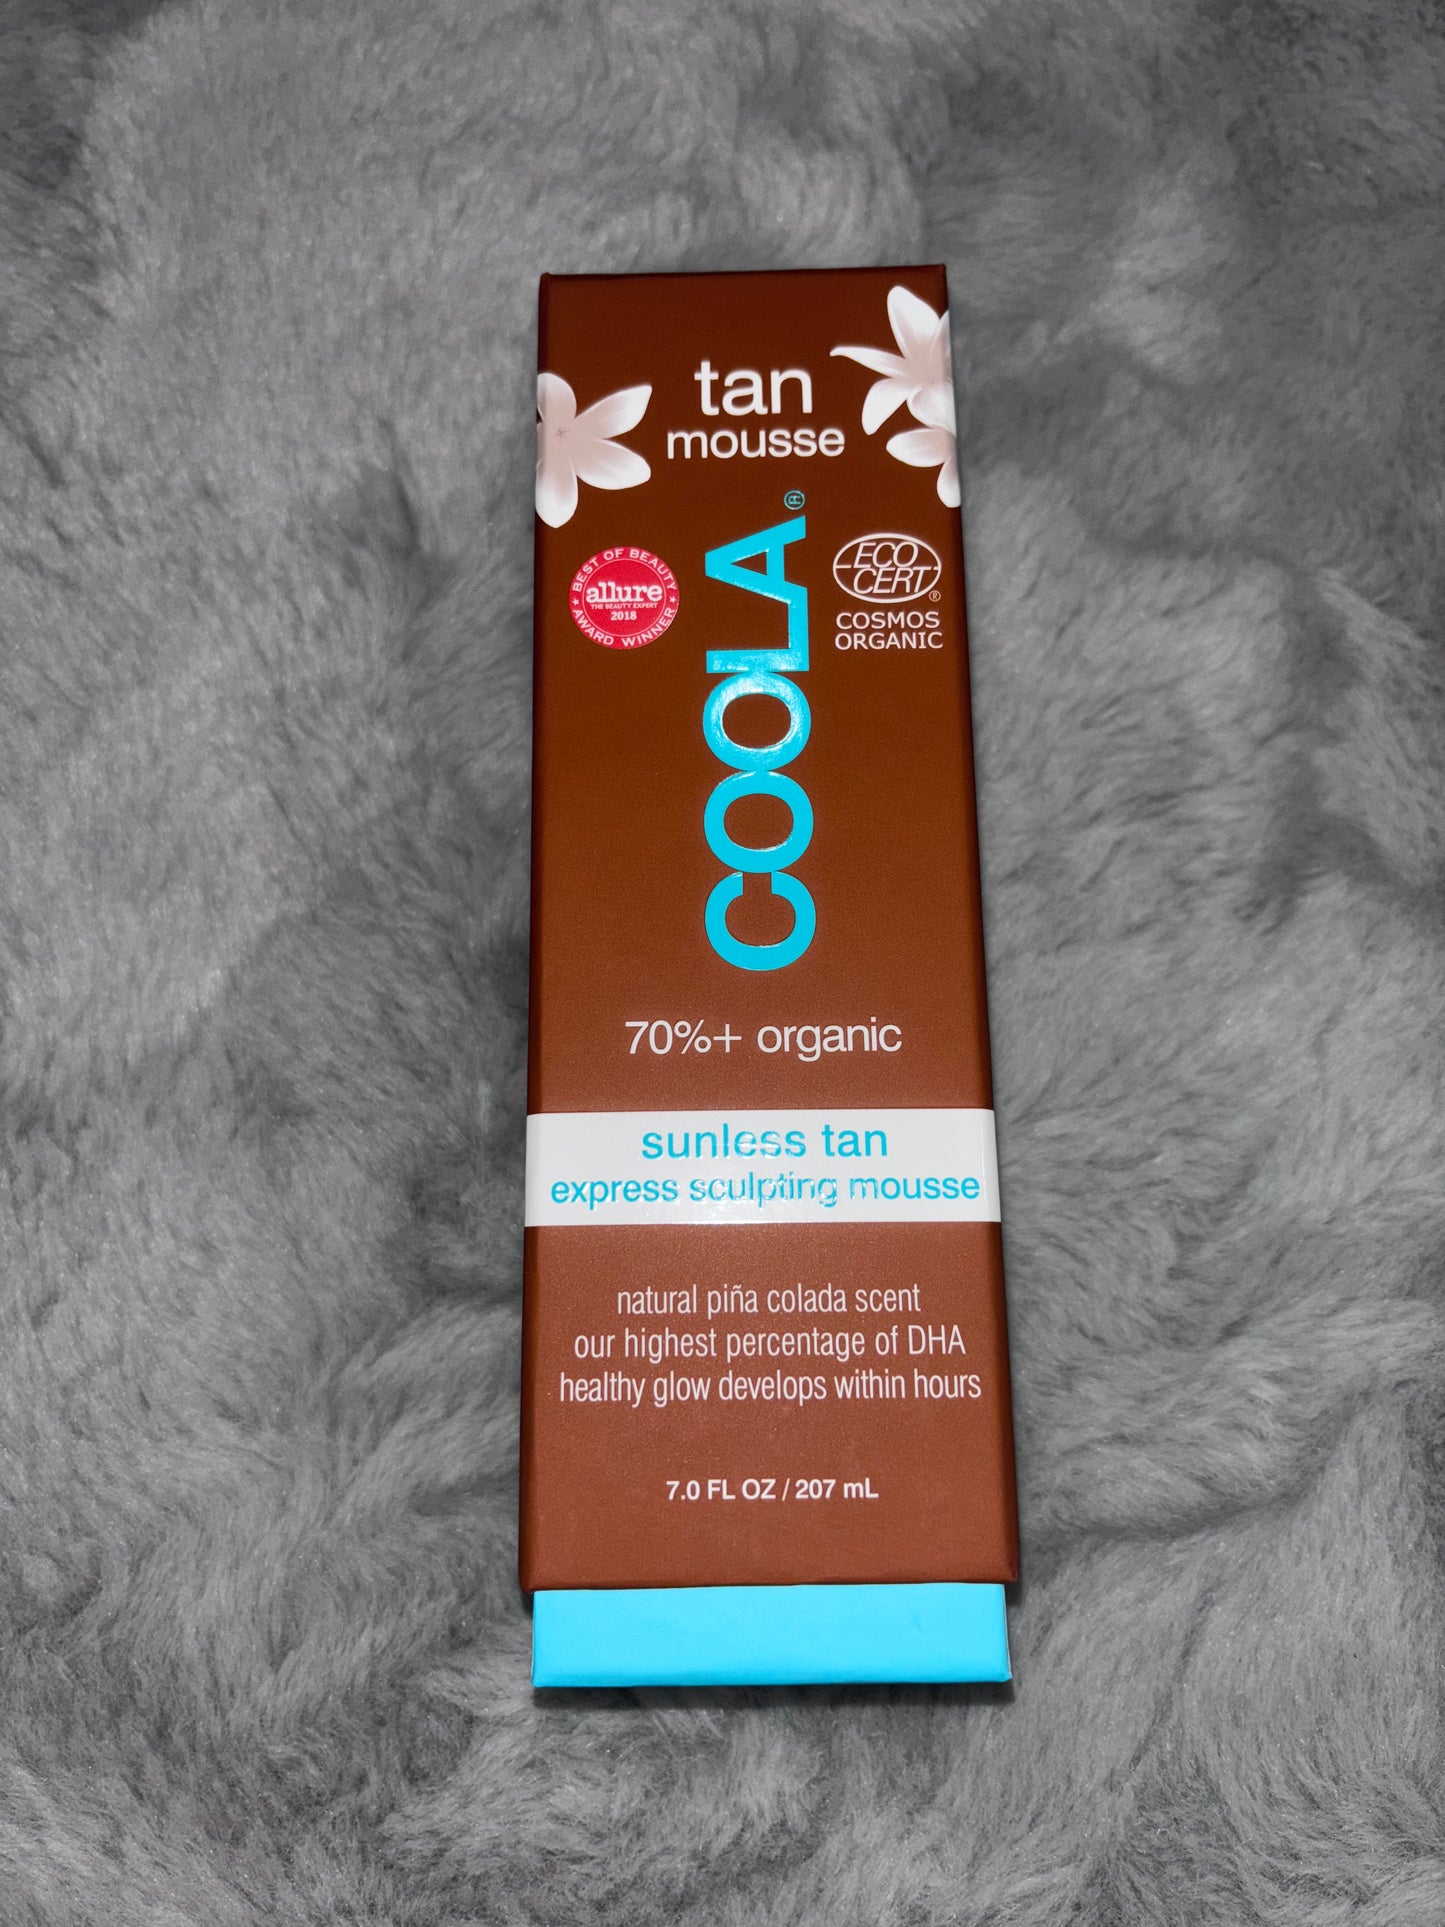 tan
mousse
BEST OF BEAUTY
allure
THE BEAUTY EXPERT
2018
AWARD WINNER
COOLA®
ECO
CERT®
COSMOS
ORGANIC
70%+ organic
sunless tan
express sculpting mousse
natural piña colada scent
our highest percentage of DHA
healthy glow develops within hours
7.0 FL OZ / 207 mL